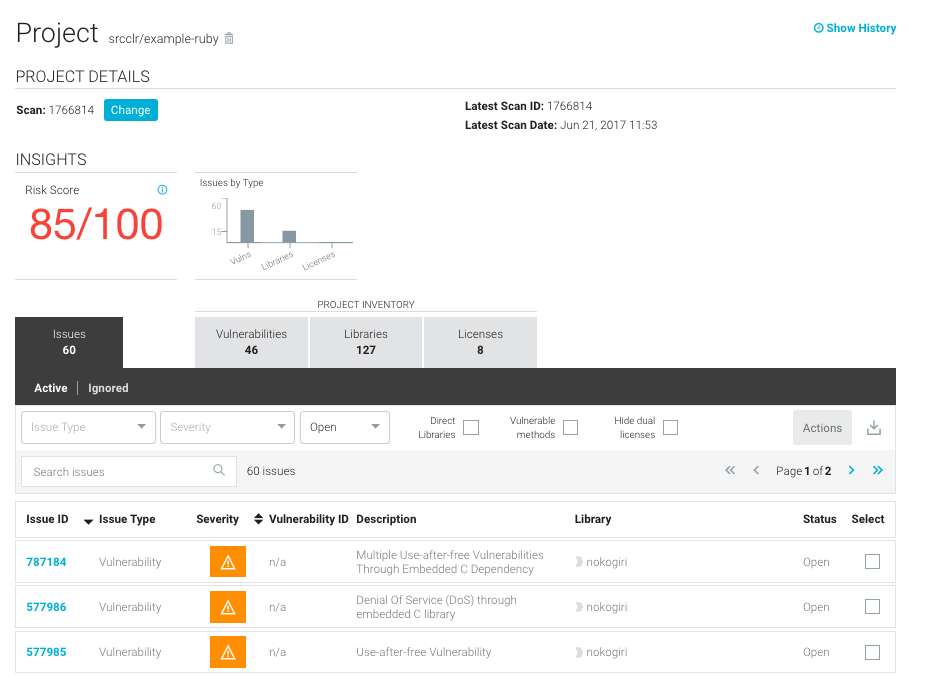 Project srcclr/example-ruby
Show History
PROJECT DETAILS
Scan: 1766814 Change
Latest Scan ID: 1766814
Latest Scan Date: Jun 21, 2017 11:53
INSIGHTS
Risk Score
85/100
Issues by Type
60
15
Vulns Libraries Licenses
PROJECT INVENTORY
Issues
60
Vulnerabilities
46
Libraries
127
Licenses
8
Active Ignored
Issue Type
Severity
Open
Direct
Libraries
Vulnerable
methods
Hide dual
licenses
Actions
Search issues
60 issues
Page 1 of 2
Issue ID Issue Type Severity Vulnerability ID Description Library Status Select
787184 Vulnerability n/a Multiple Use-after-free Vulnerabilities
Through Embedded C Dependency nokogiri Open
577986 Vulnerability n/a Denial Of Service (DoS) through
embedded C library nokogiri Open
577985 Vulnerability n/a Use-after-free Vulnerability nokogiri Open